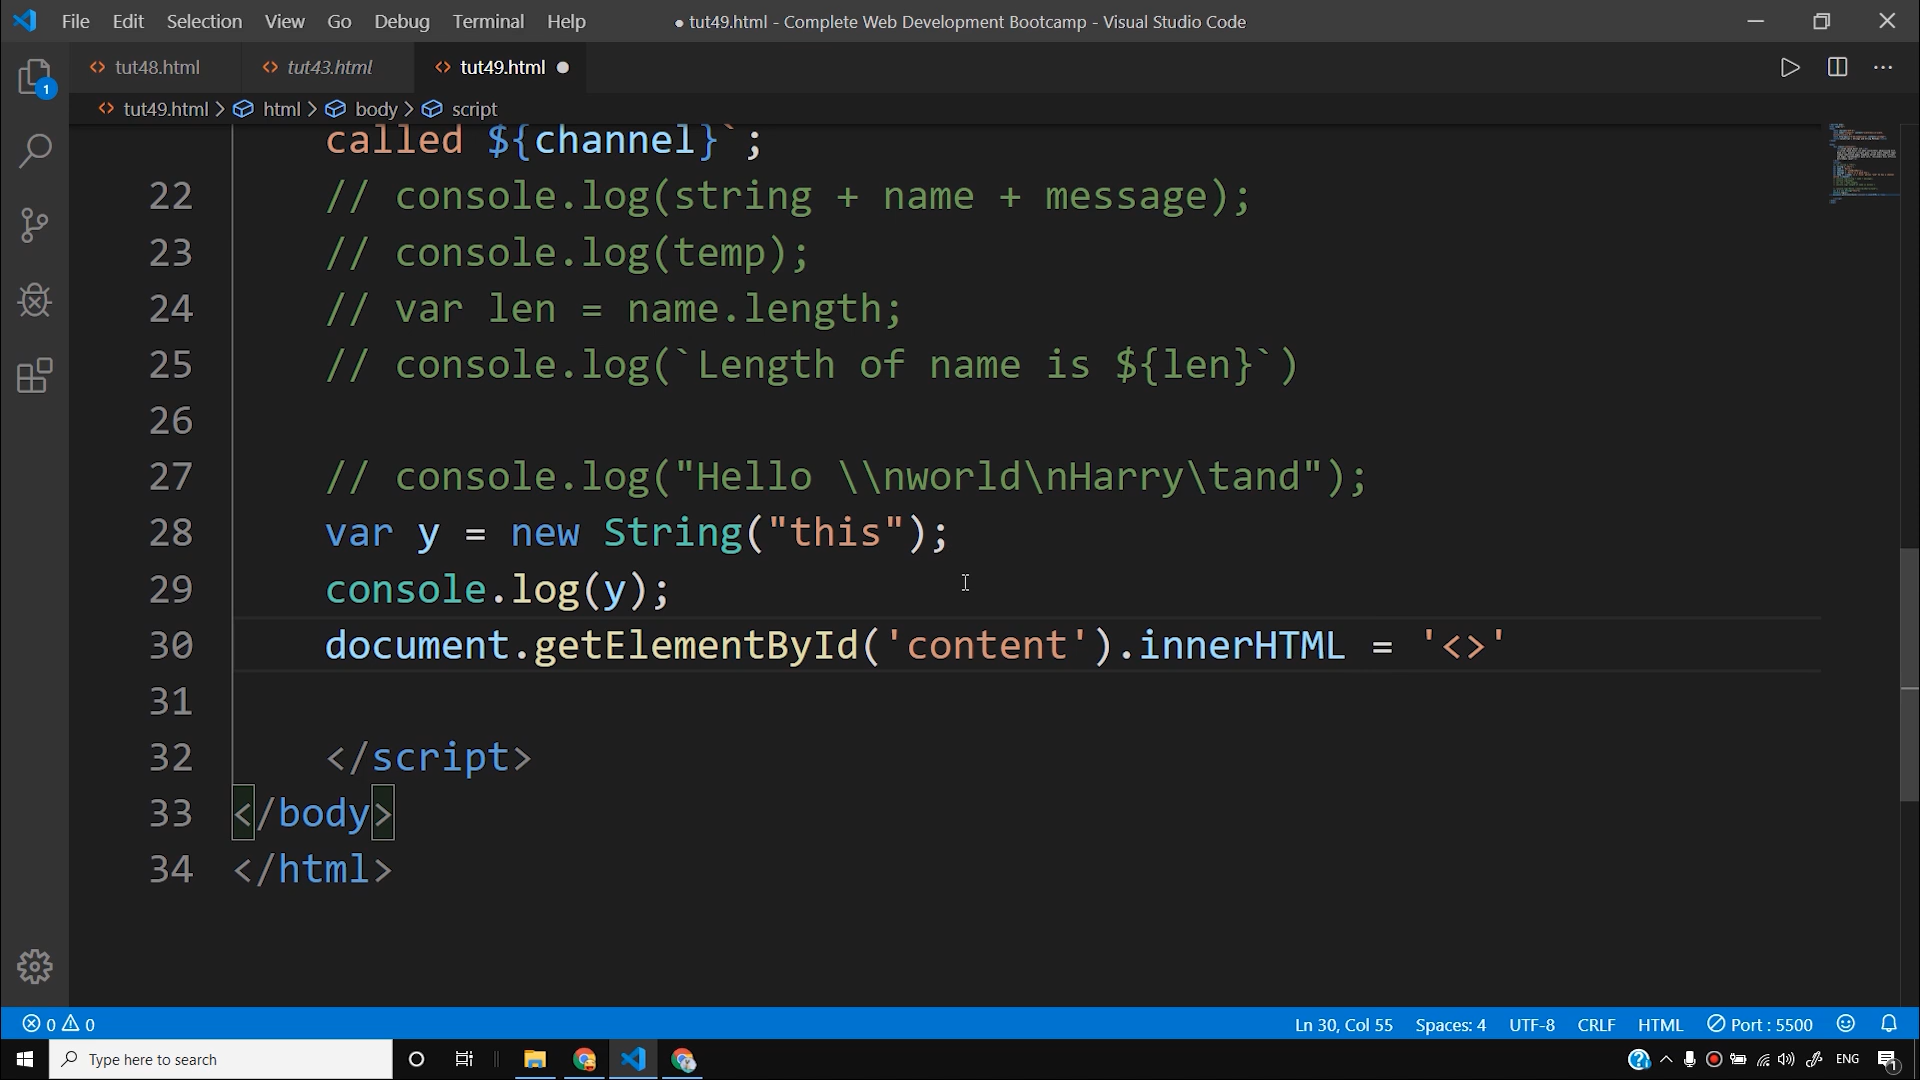 File Edit Selection View Go Debug Terminal Help ● tut49.html - Complete Web Development Bootcamp - Visual Studio Code
tut48.html tut43.html tut49.html
1
tut49.html > html > body > script
called ${channel}`;
22 // console.log(string + name + message);
23 // console.log(temp);
24 // var len = name.length;
25 // console.log(`Length of name is ${len}`)
26
27 // console.log("Hello \\nworld\nHarry\tand");
28 var y = new String("this");
29 console.log(y);
30 document.getElementById('content').innerHTML = '<>'
31
32 </script>
33 </body>
34 </html>
0 0 Ln 30, Col 55 Spaces: 4 UTF-8 CRLF HTML Port : 5500
Type here to search ENG 1